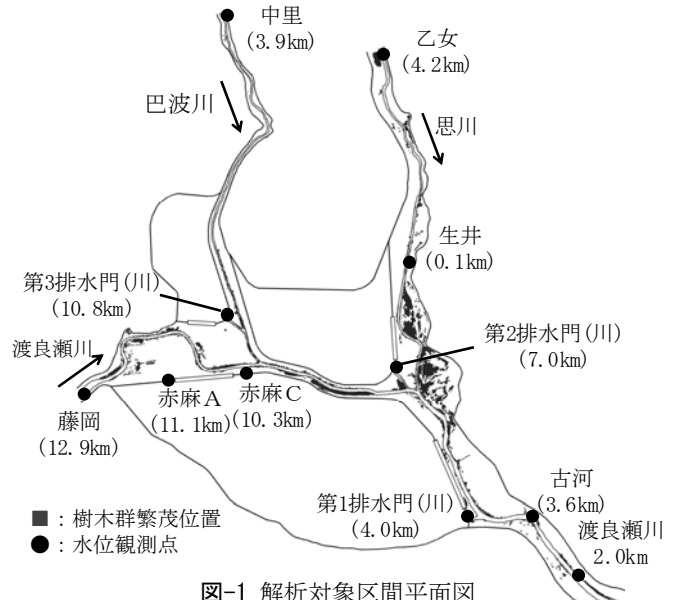 中里
(3.9km)
乙女
(4.2km)
巴波川
思川
生井
(0.1km)
第3排水門(川)
(10.8km)
第2排水門(川)
(7.0km)
渡良瀬川
藤岡
(12.9km)
赤麻A
(11.1km)
赤麻C
(10.3km)
第1排水門(川)
(4.0km)
古河
(3.6km)
渡良瀬川
2.0km
■：樹木群繁茂位置
●：水位観測点
図-1 解析対象区間平面図